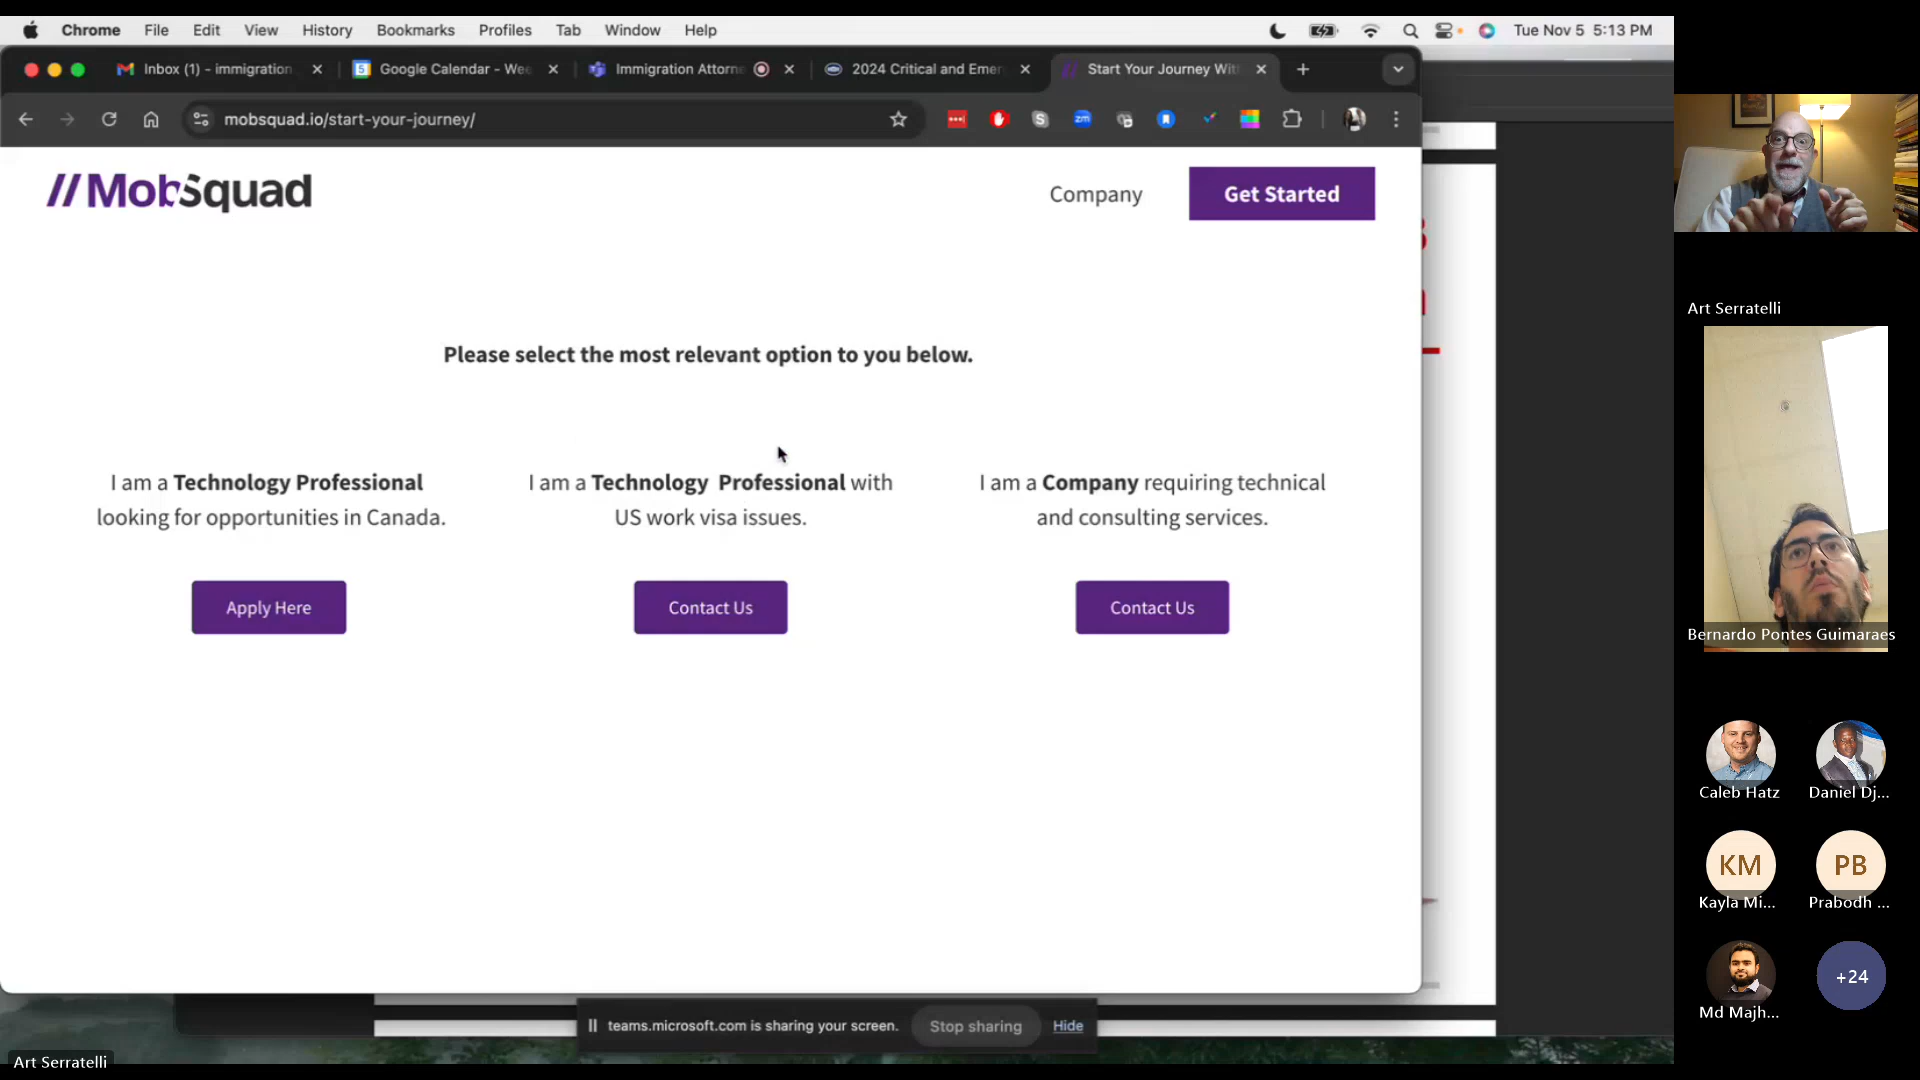 Chrome File Edit View History Bookmarks Profiles Tab Window Help
Tue Nov 5 5:13 PM
Inbox (1) - immigration
Google Calendar - Wee
Immigration Attorne
2024 Critical and Emer
Start Your Journey Wit
mobsquad.io/start-your-journey/
zm
//MobSquad
Company
Get Started
Please select the most relevant option to you below.
I am a Technology Professional
looking for opportunities in Canada.
Apply Here
I am a Technology Professional with
US work visa issues.
Contact Us
I am a Company requiring technical
and consulting services.
Contact Us
teams.microsoft.com is sharing your screen.
Stop sharing
Hide
Art Serratelli
Art Serratelli
Bernardo Pontes Guimaraes
Caleb Hatz
Daniel Dj...
KM
Kayla Mi...
PB
Prabodh ...
Md Majh...
+24